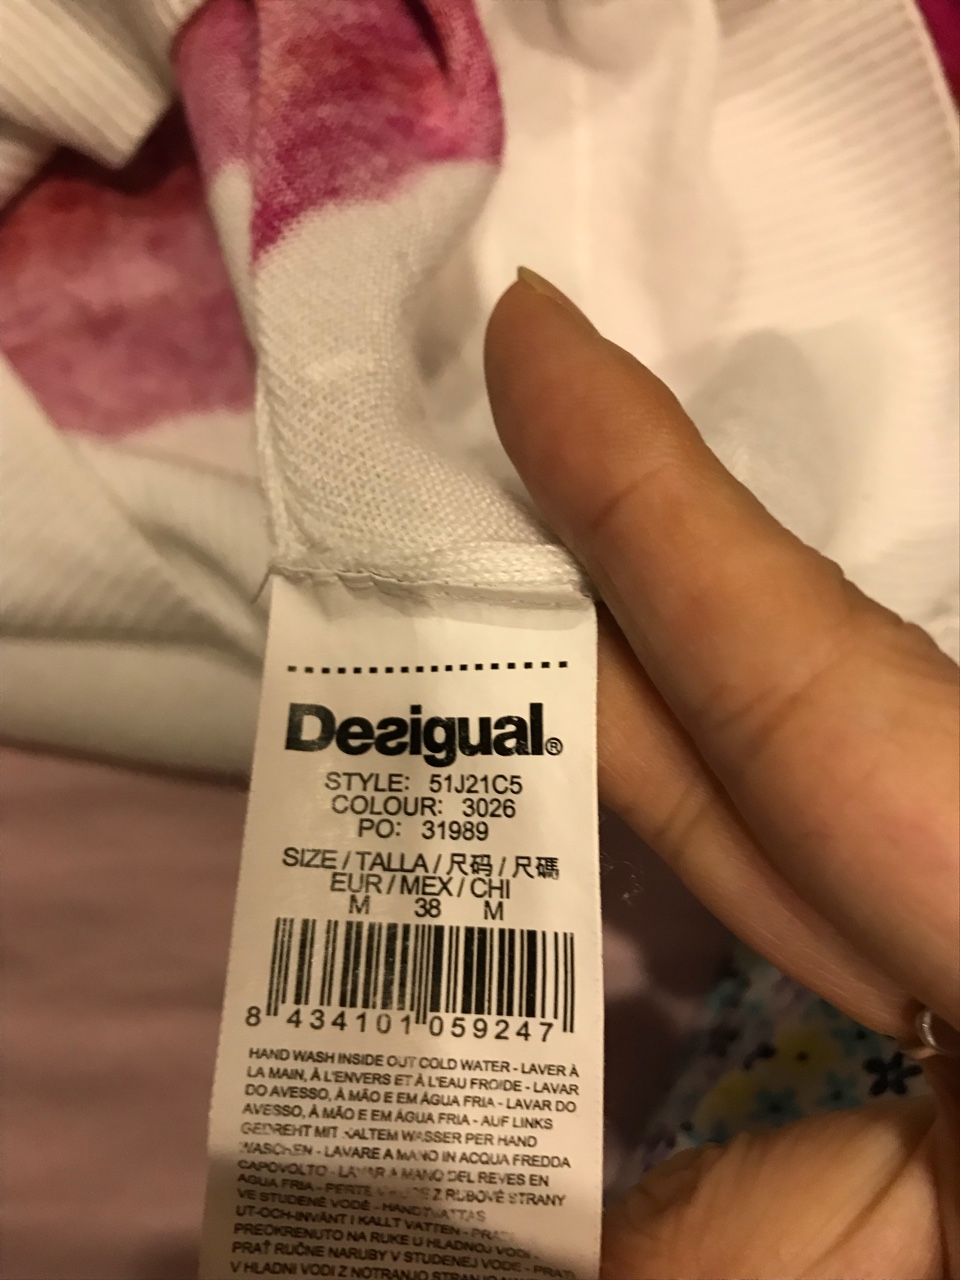 Desigual®
STYLE: 51J21C5
COLOUR: 3026
PO: 31989
SIZE / TALLA / 尺码 / 尺碼
EUR / MEX / CHI
M 38 M
8 434101 059247
HAND WASH INSIDE OUT COLD WATER - LAVER À
LA MAIN, À L'ENVERS ET À L'EAU FROIDE - LAVAR
DO AVESSO, À MÃO E EM ÁGUA FRIA - LAVAR DO
AVESSO, À MÃO E EM ÁGUA FRIA - AUF LINKS
GEDREHT MIT KALTEM WASSER PER HAND
WASCHEN - LAVARE A MANO IN ACQUA FREDDA
CAPOVOLTO - LAVAR A MANO DEL REVES EN
AGUA FRIA - Z RUBOVÉ STRANY
VE STUDENÉ VODĚ - HANDTVÄTTAS
UT-OCH-INVÄNT I KALLT VATTEN -
PREOKRENUTO NA RUKE U HLADNOJ VODI -
PRAŤ RUČNE NARUBY V STUDENEJ VODE - PRATI
V HLADNI VODI Z NOTRANJO